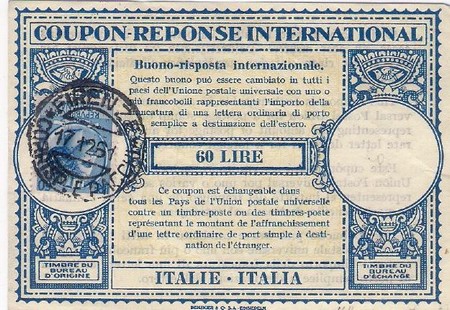 COUPON-REPONSE INTERNATIONAL
Buono-risposta internazionale.
Questo buono può essere cambiato in tutti i
paesi dell'Unione postale universale con uno o
più francobolli rappresentanti l'importo della
francatura di una lettera ordinaria di porto
semplice a destinazione dell'estero.
FIRENZE
60 LIRE
Ce coupon est échangeable dans
tous les Pays de l'Union postale universelle
contre un timbre-poste ou des timbres-poste
représentant le montant de l'affranchissement
d'une lettre ordinaire de port simple à desti-
nation de l'étranger.
TIMBRE DU
BUREAU
D'ORIGINE
TIMBRE DU
BUREAU
D'ÉCHANGE
ITALIE · ITALIA